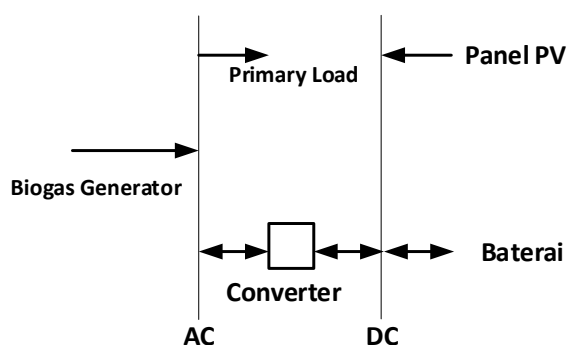 Panel PV
Primary Load
Biogas Generator
Baterai
Converter
AC
DC